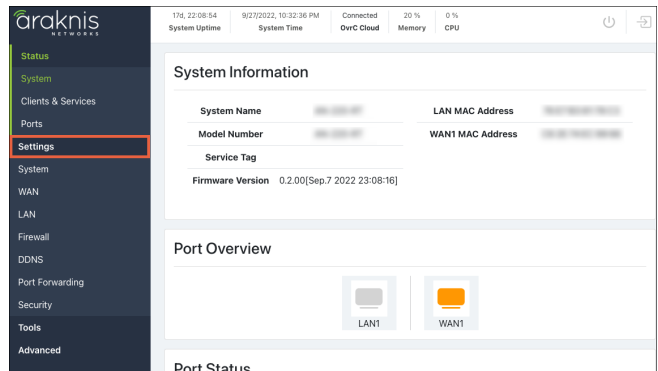 araknis
NETWORKS
17d, 22:08:54 9/27/2022, 10:32:36 PM Connected 20 % 0 %
System Uptime System Time OvrC Cloud Memory CPU
Status
System
Clients & Services
Ports
Settings
System
WAN
LAN
Firewall
DDNS
Port Forwarding
Security
Tools
Advanced
System Information
System Name LAN MAC Address
Model Number WAN1 MAC Address
Service Tag
Firmware Version 0.2.00[Sep.7 2022 23:08:16]
Port Overview
LAN1 WAN1
Port Status